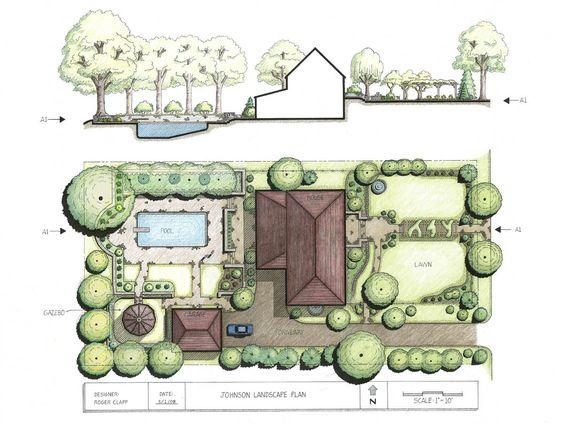 A1
A1
HOUSE
POOL
A1
A1
LAWN
GAZEBO
GARAGE
DRIVEWAY
DESIGNER:
ROGER CLAPP
DATE:
JOHNSON LANDSCAPE PLAN
N
SCALE: 1"-10'